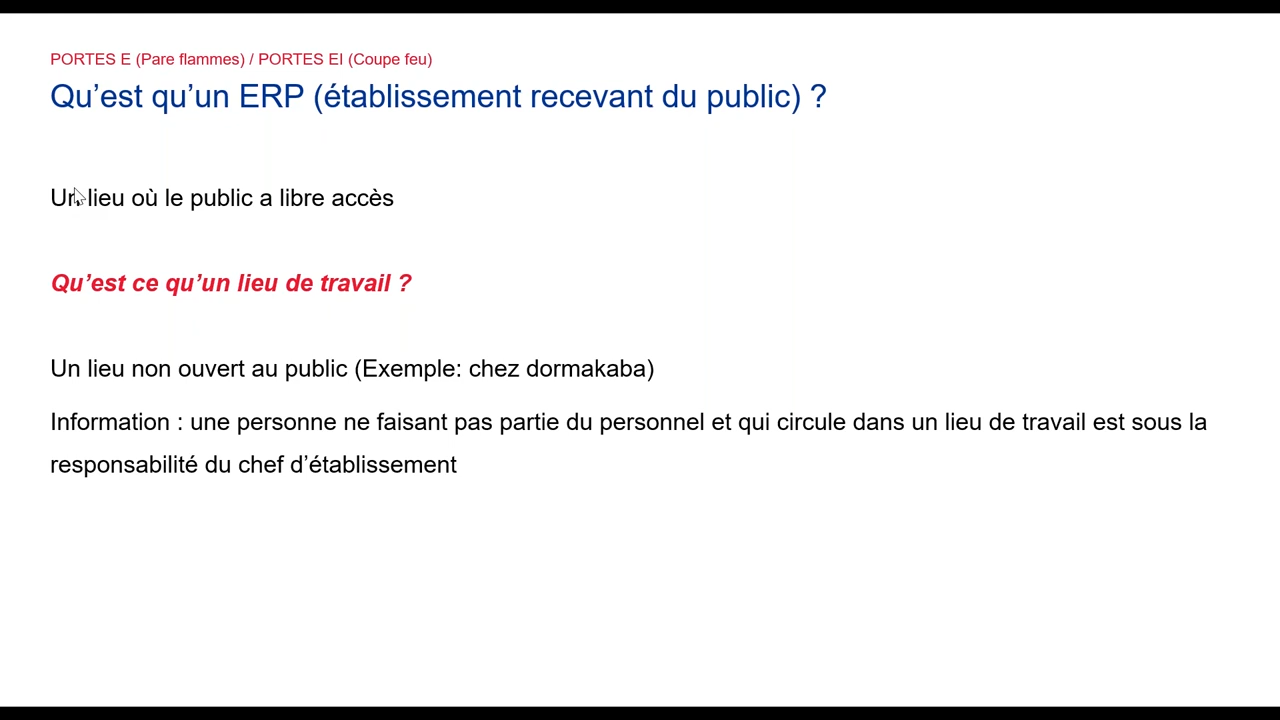 PORTES E (Pare flammes) / PORTES EI (Coupe feu)
Qu’est qu’un ERP (établissement recevant du public) ?
Un lieu où le public a libre accès
Qu’est ce qu’un lieu de travail ?
Un lieu non ouvert au public (Exemple: chez dormakaba)
Information : une personne ne faisant pas partie du personnel et qui circule dans un lieu de travail est sous la
responsabilité du chef d’établissement